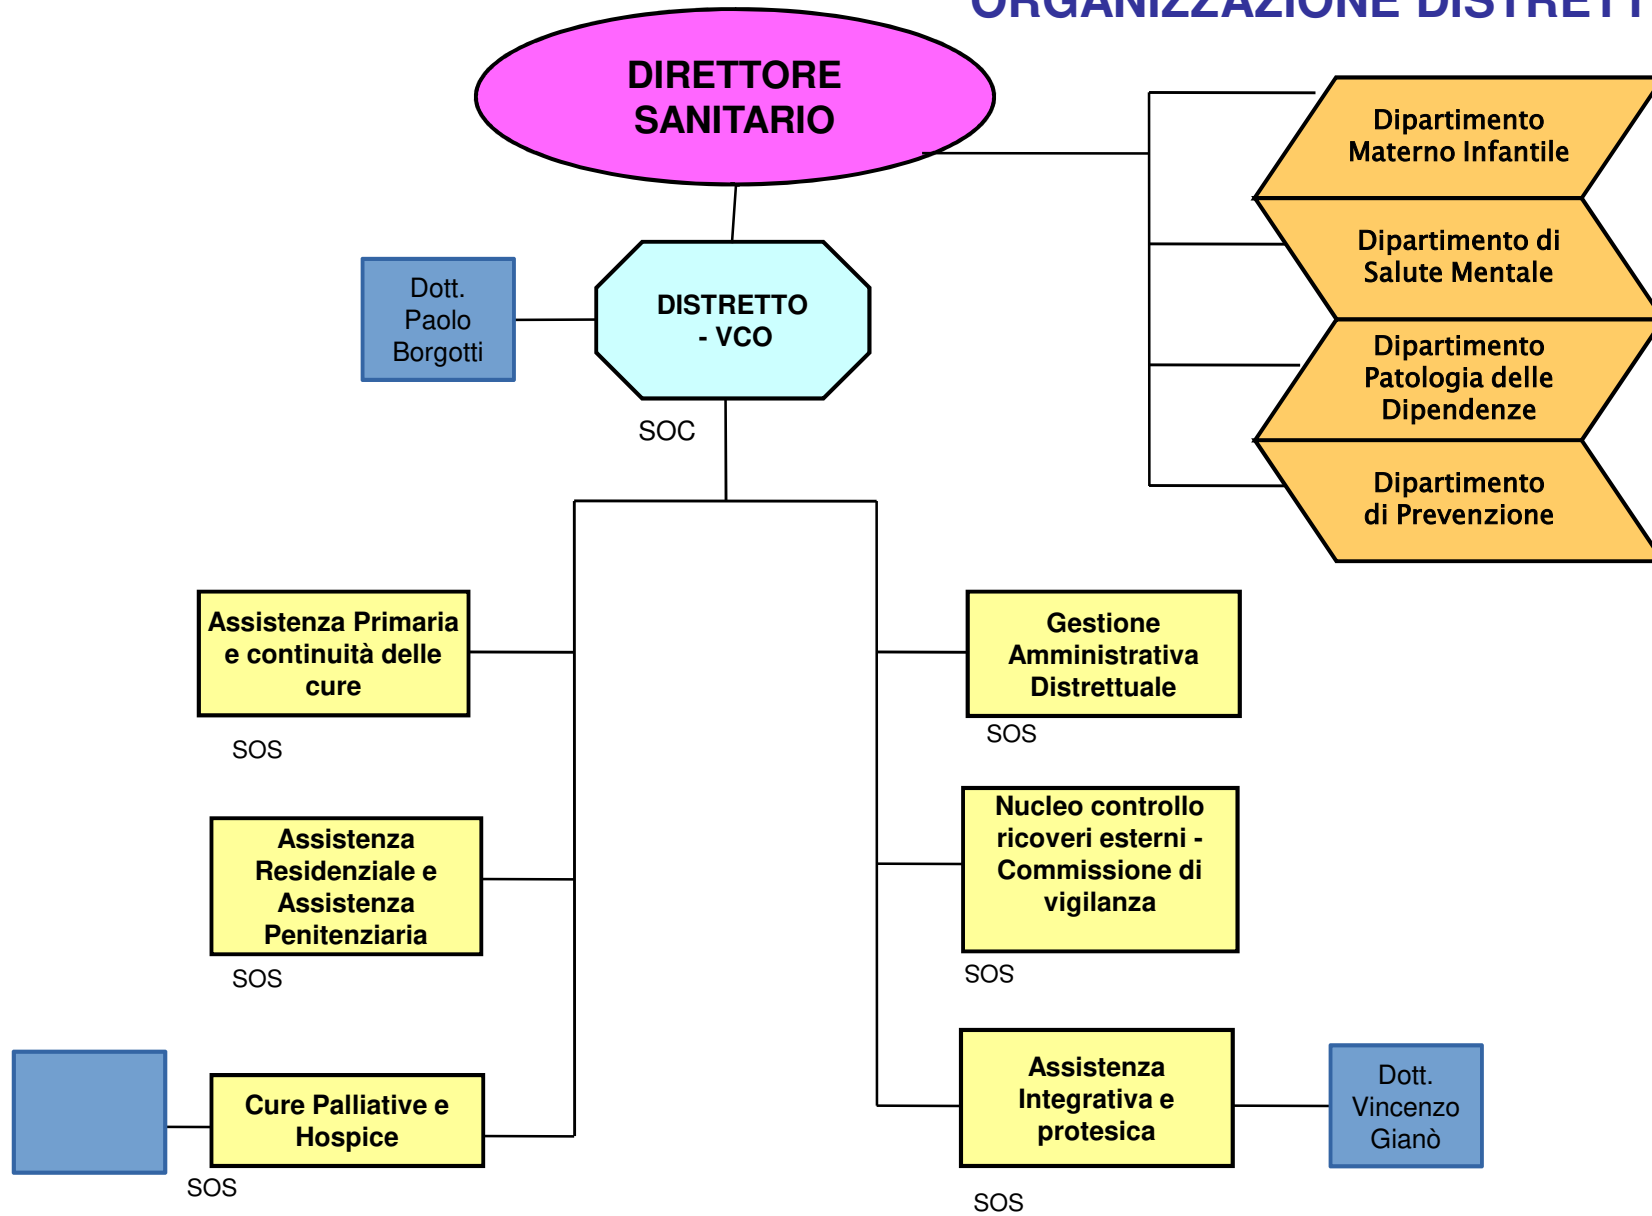 ORGANIZZAZIONE
DIRETTORE
SANITARIO
Dipartimento
Materno Infantile
Dipartimento di
Salute Mentale
Dipartimento
Patologia delle
Dipendenze
Dipartimento
di Prevenzione
Dott.
Paolo
Borgotti
DISTRETTO
- VCO
SOC
Assistenza Primaria
e continuità delle
cure
SOS
Gestione
Amministrativa
Distrettuale
SOS
Assistenza
Residenziale e
Assistenza
Penitenziaria
SOS
Nucleo controllo
ricoveri esterni -
Commissione di
vigilanza
SOS
Cure Palliative e
Hospice
SOS
Assistenza
Integrativa e
protesica
SOS
Dott.
Vincenzo
Gianò